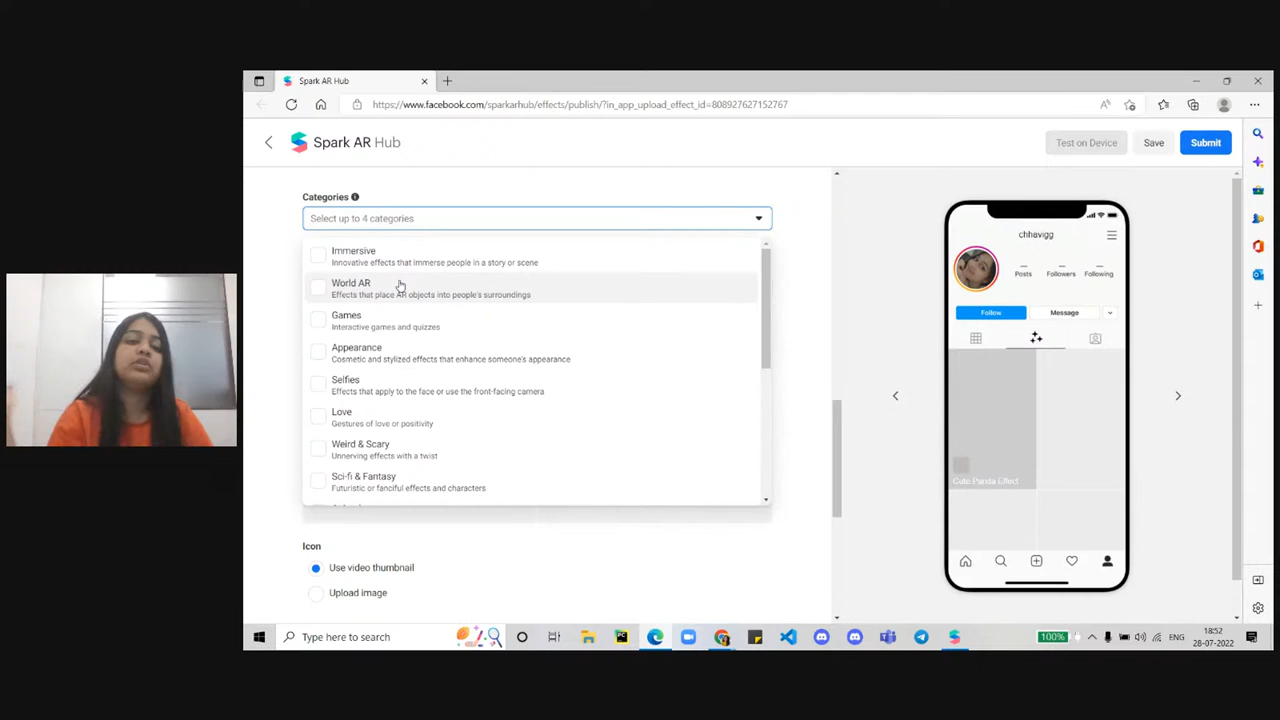 Spark AR Hub
https://www.facebook.com/sparkarhub/effects/publish/?in_app_upload_effect_id=808927627152767
Spark AR Hub
Test on Device
Save
Submit
Categories
Select up to 4 categories
Immersive
Innovative effects that immerse people in a story or scene
World AR
Effects that place AR objects into people's surroundings
Games
Interactive games and quizzes
Appearance
Cosmetic and stylized effects that enhance someone's appearance
Selfies
Effects that apply to the face or use the front-facing camera
Love
Gestures of love or positivity
Weird & Scary
Unnerving effects with a twist
Sci-fi & Fantasy
Futuristic or fanciful effects and characters
Icon
Use video thumbnail
Upload image
chhavigg
Posts
Followers
Following
Follow
Message
Cute Panda Effect
Type here to search
100%
ENG
18:52
28-07-2022